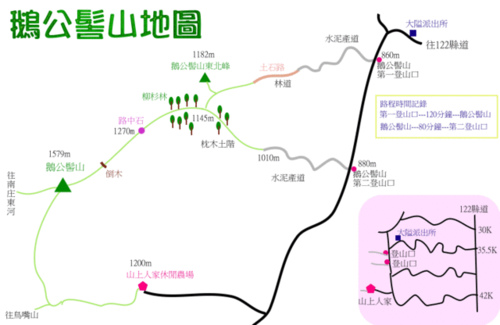 鵝公髻山地圖
大隘派出所
往122縣道
水泥產道
860m
鵝公髻山
第一登山口
1182m
鵝公髻山東北峰
土石路
林道
柳杉林
路中石
1270m
1145m
枕木土階
路程時間記錄
第一登山口---120分鐘---鵝公髻山
鵝公髻山---80分鐘---第二登山口
1579m
鵝公髻山
倒木
1010m
水泥產道
880m
鵝公髻山
第二登山口
往南庄東河
1200m
山上人家休閒農場
往鳥嘴山
122縣道
大隘派出所
30K
35.5K
登山口
登山口
山上人家
42K